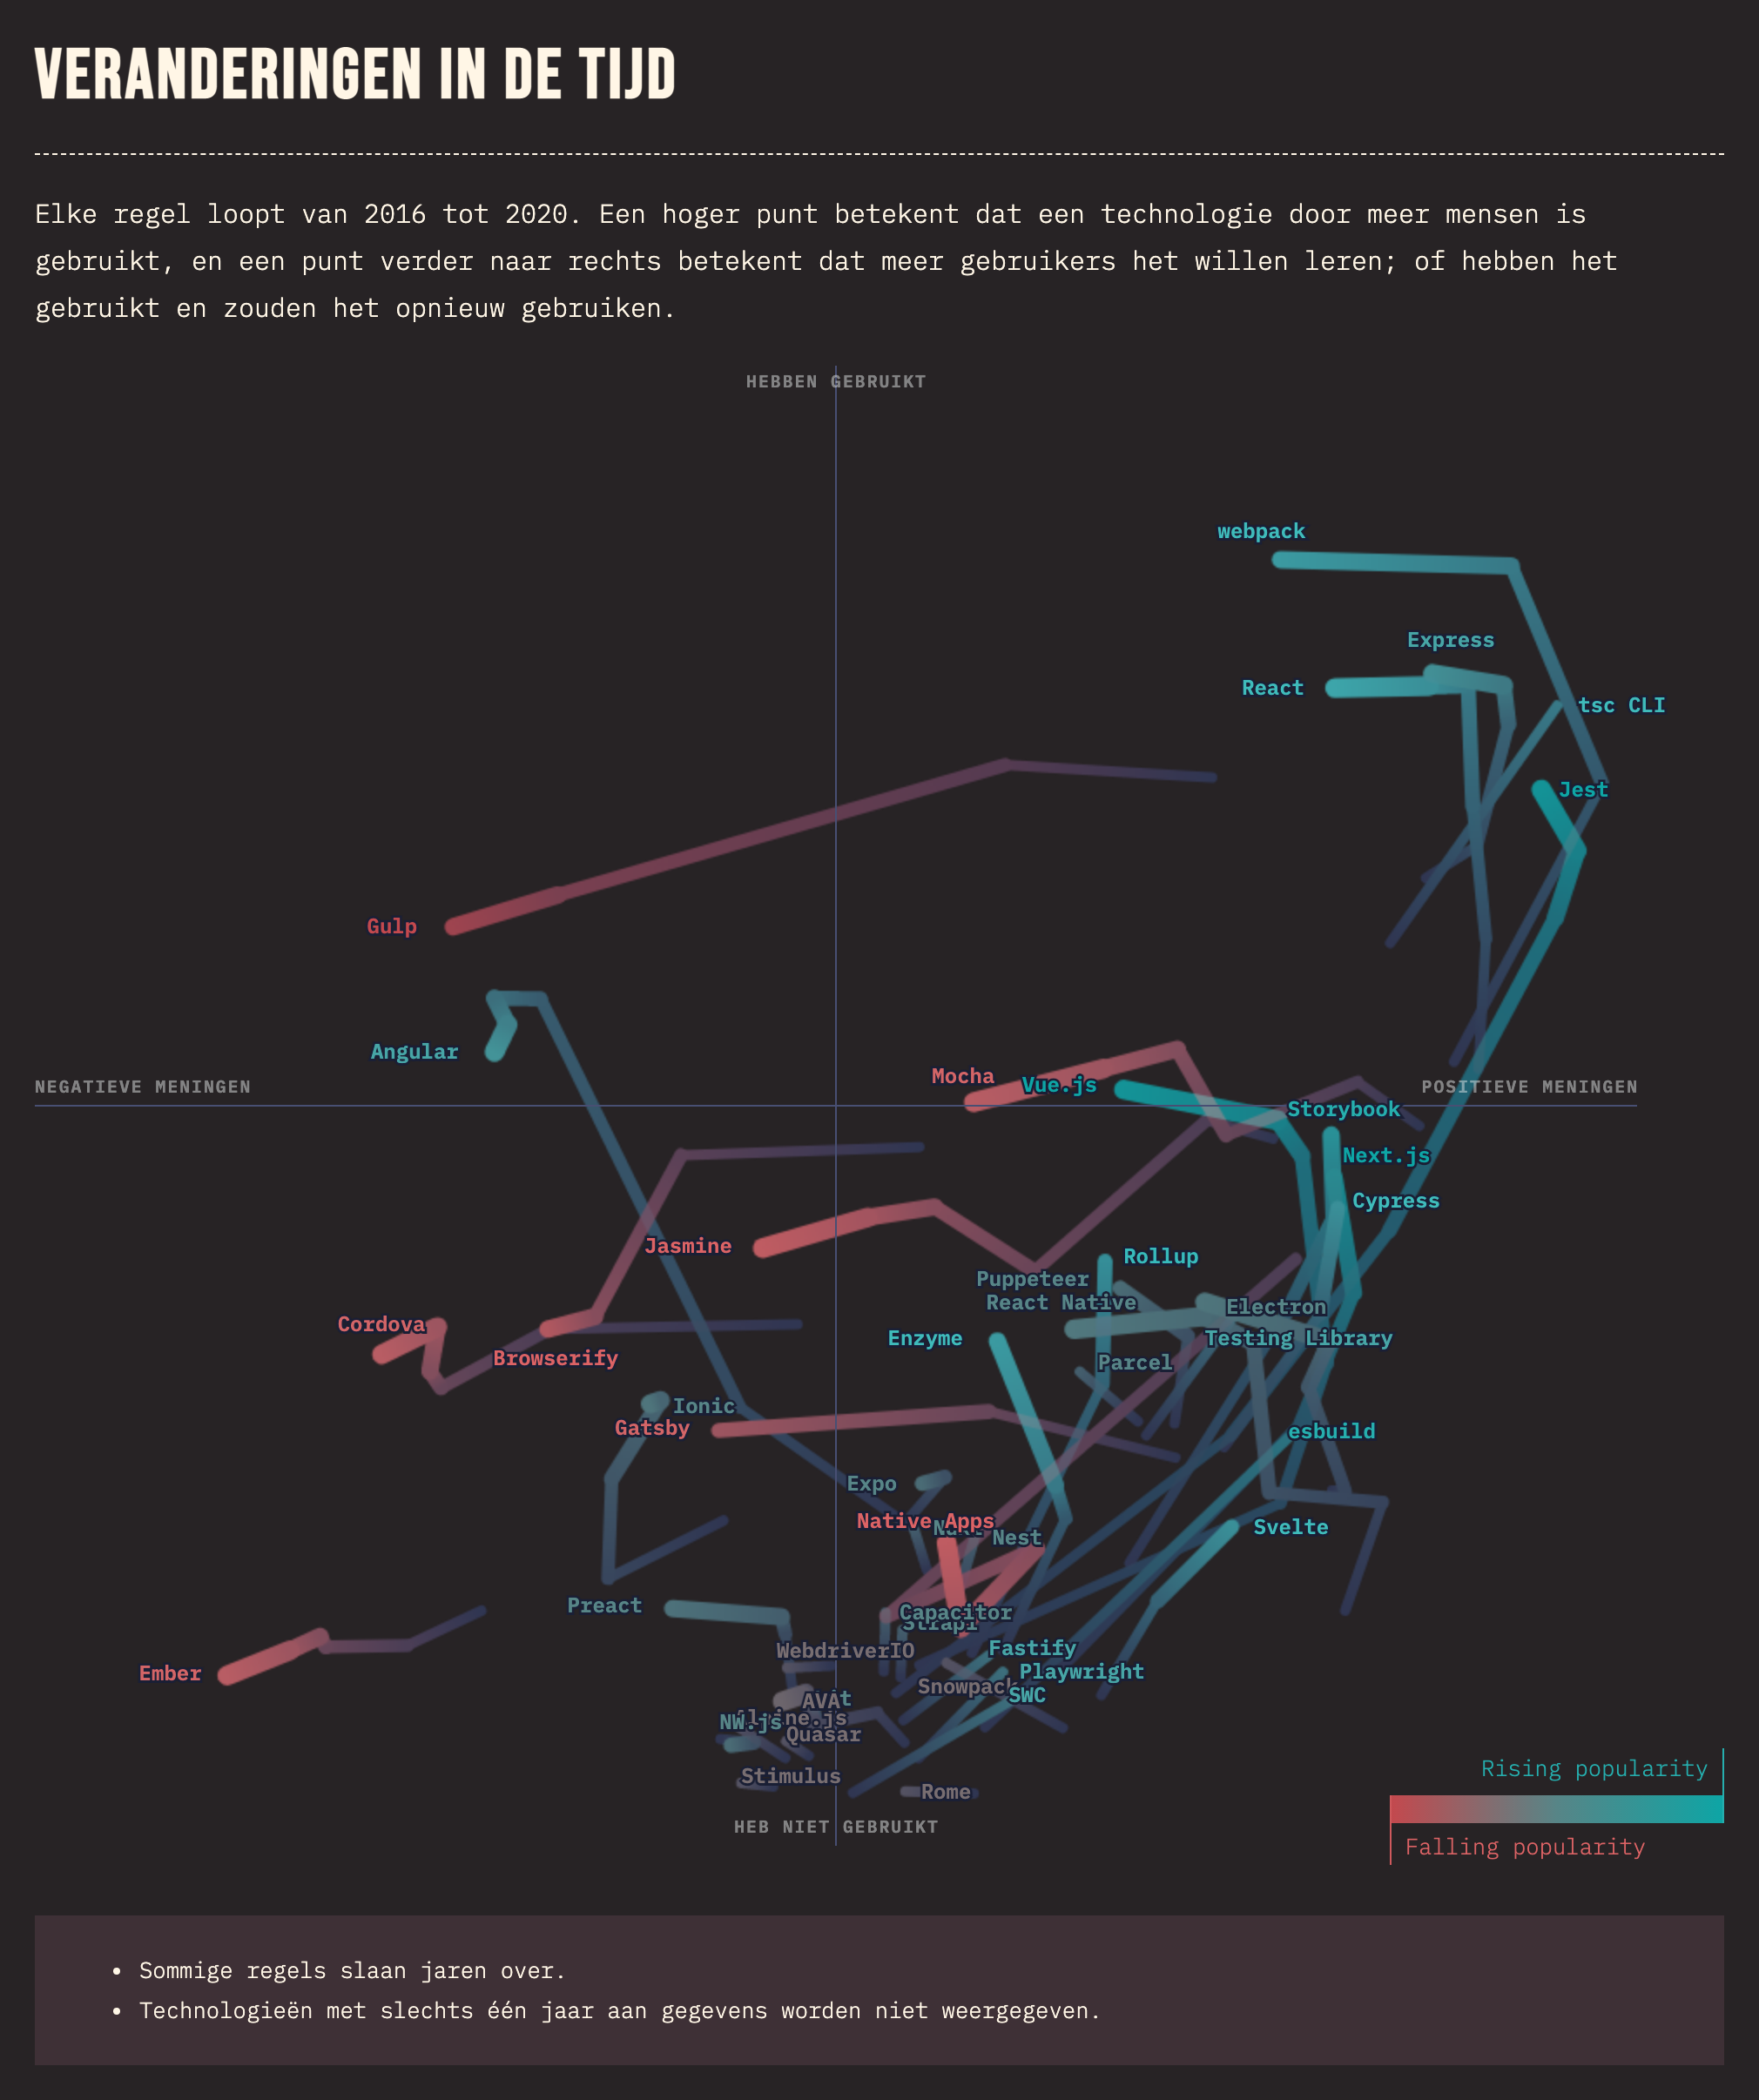 VERANDERINGEN IN DE TIJD
Elke regel loopt van 2016 tot 2020. Een hoger punt betekent dat een technologie door meer mensen is
gebruikt, en een punt verder naar rechts betekent dat meer gebruikers het willen leren; of hebben het
gebruikt en zouden het opnieuw gebruiken.
HEBBEN GEBRUIKT
webpack
Express
React
tsc CLI
Jest
Gulp
Angular
Mocha
Vue.js
NEGATIEVE MENINGEN
POSITIEVE MENINGEN
Storybook
Next.js
Cypress
Jasmine
Rollup
Puppeteer
React Native
Electron
Cordova
Enzyme
Testing Library
Browserify
Parcel
Ionic
Gatsby
esbuild
Expo
Native Apps
Svelte
Nest
Preact
Capacitor
Strapi
WebdriverIO
Fastify
Ember
Playwright
Snowpack
SWC
AVA
NW.js
Quasar
Stimulus
Rome
HEB NIET GEBRUIKT
Rising popularity
Falling popularity
• Sommige regels slaan jaren over.
• Technologieën met slechts één jaar aan gegevens worden niet weergegeven.